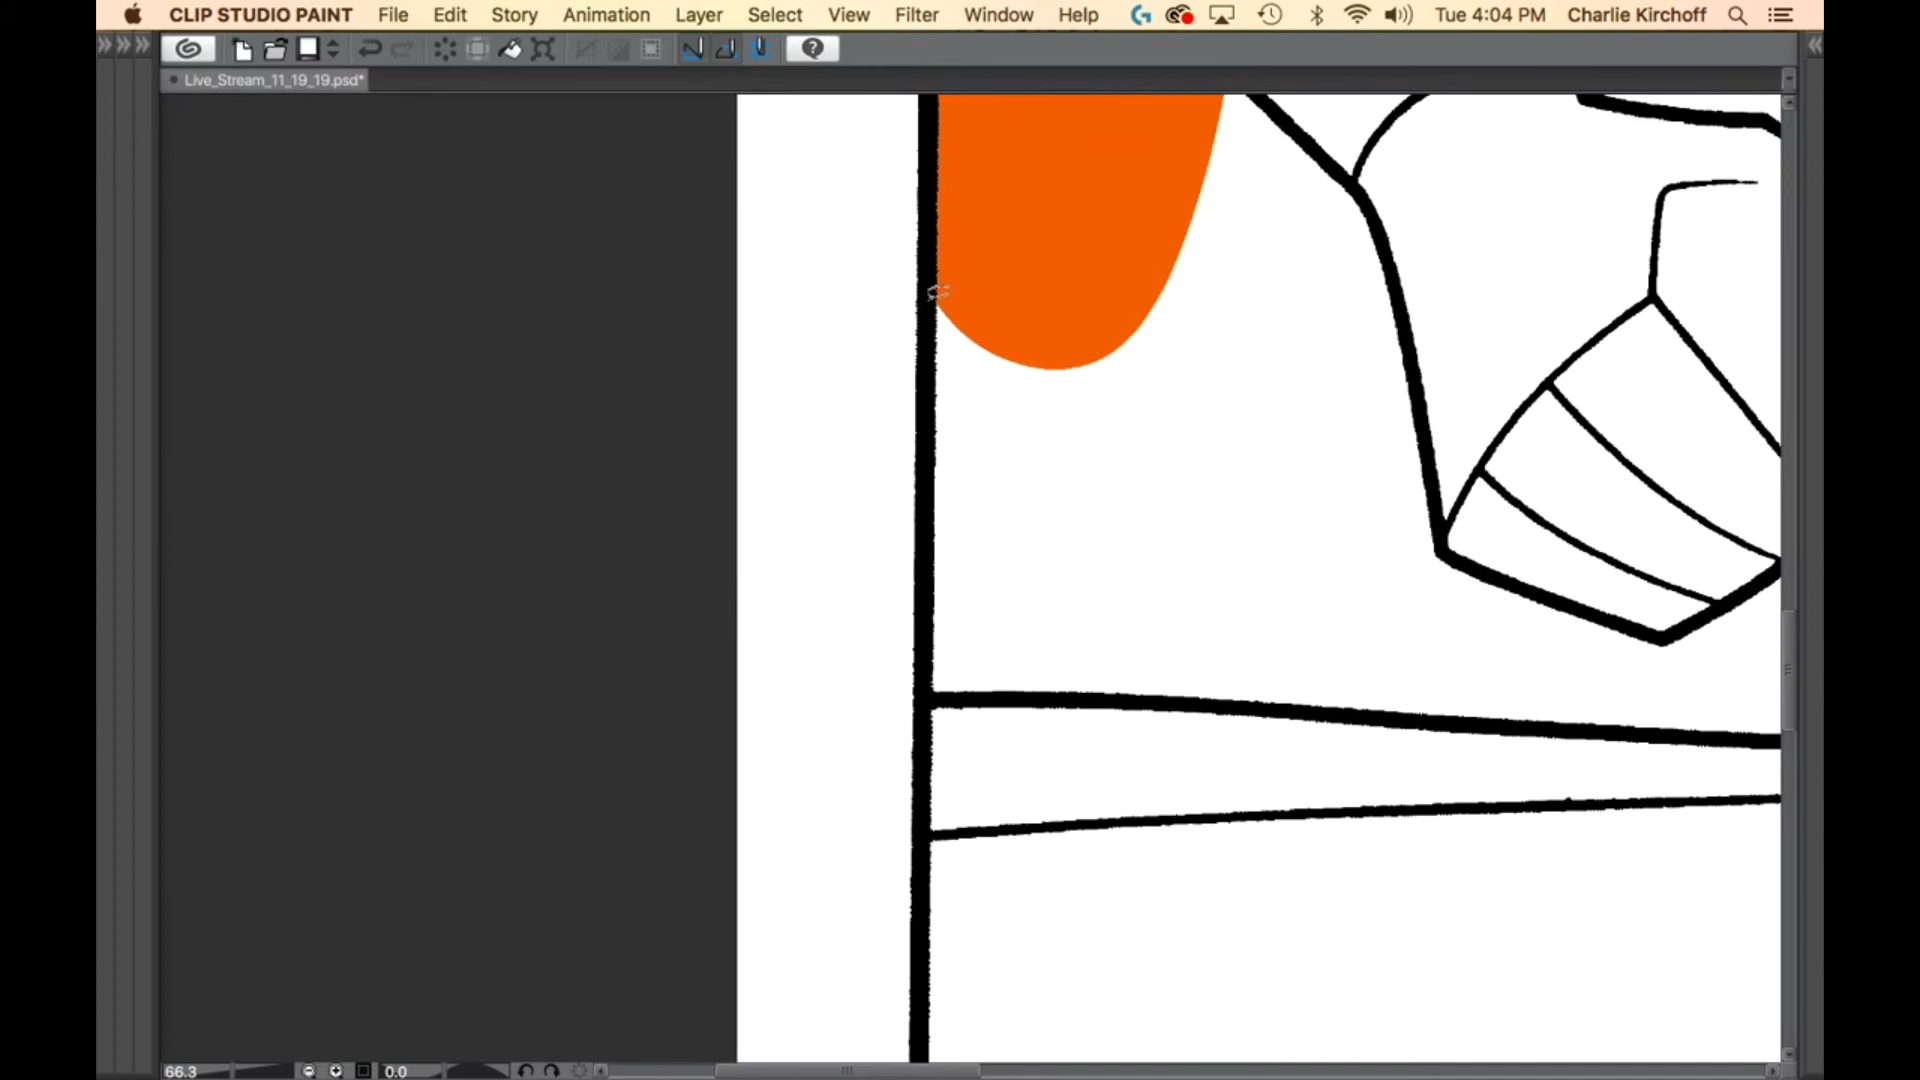 CLIP STUDIO PAINT File Edit Story Animation Layer Select View Filter Window Help Tue 4:04 PM Charlie Kirchoff
Live_Stream_11_19_19.psd*
66.3 0.0